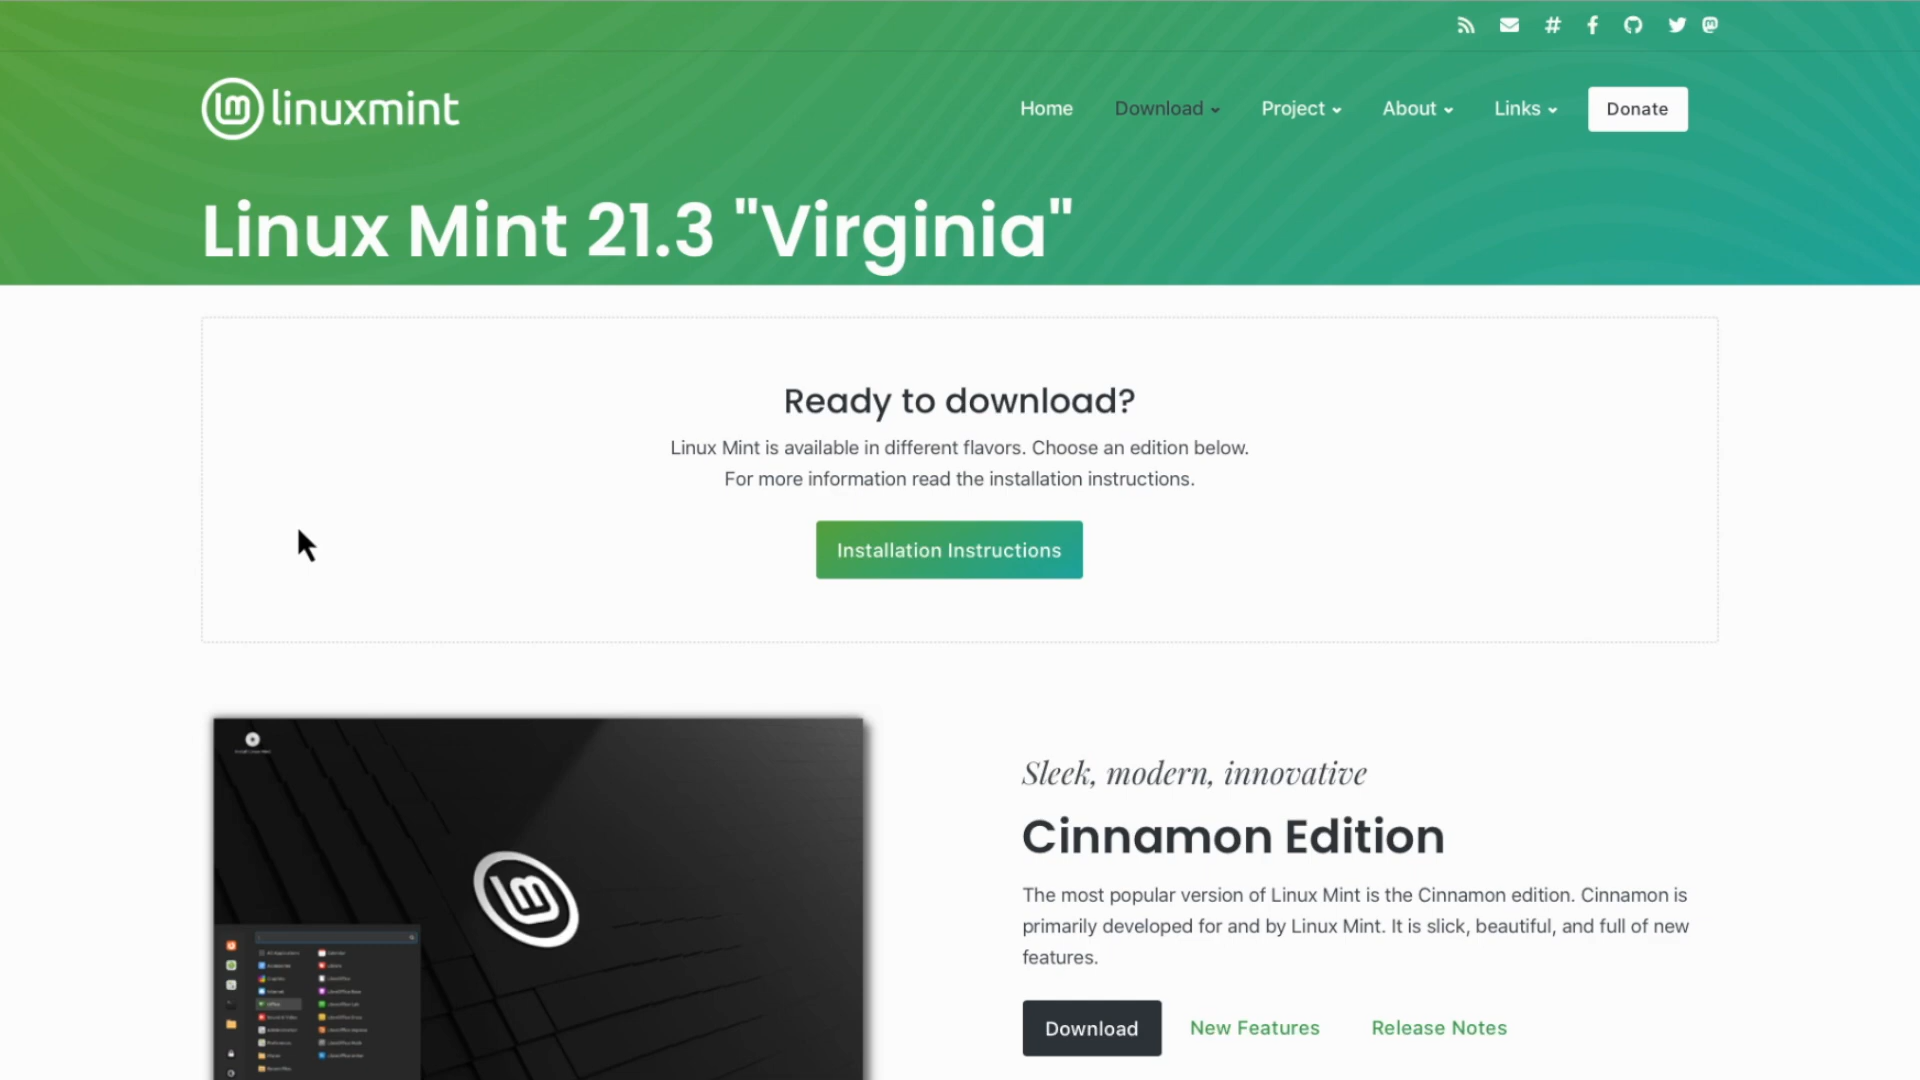 linuxmint
Home Download Project About Links Donate
Linux Mint 21.3 "Virginia"
Ready to download?
Linux Mint is available in different flavors. Choose an edition below.
For more information read the installation instructions.
Installation Instructions
Sleek, modern, innovative
Cinnamon Edition
The most popular version of Linux Mint is the Cinnamon edition. Cinnamon is
primarily developed for and by Linux Mint. It is slick, beautiful, and full of new
features.
Download New Features Release Notes